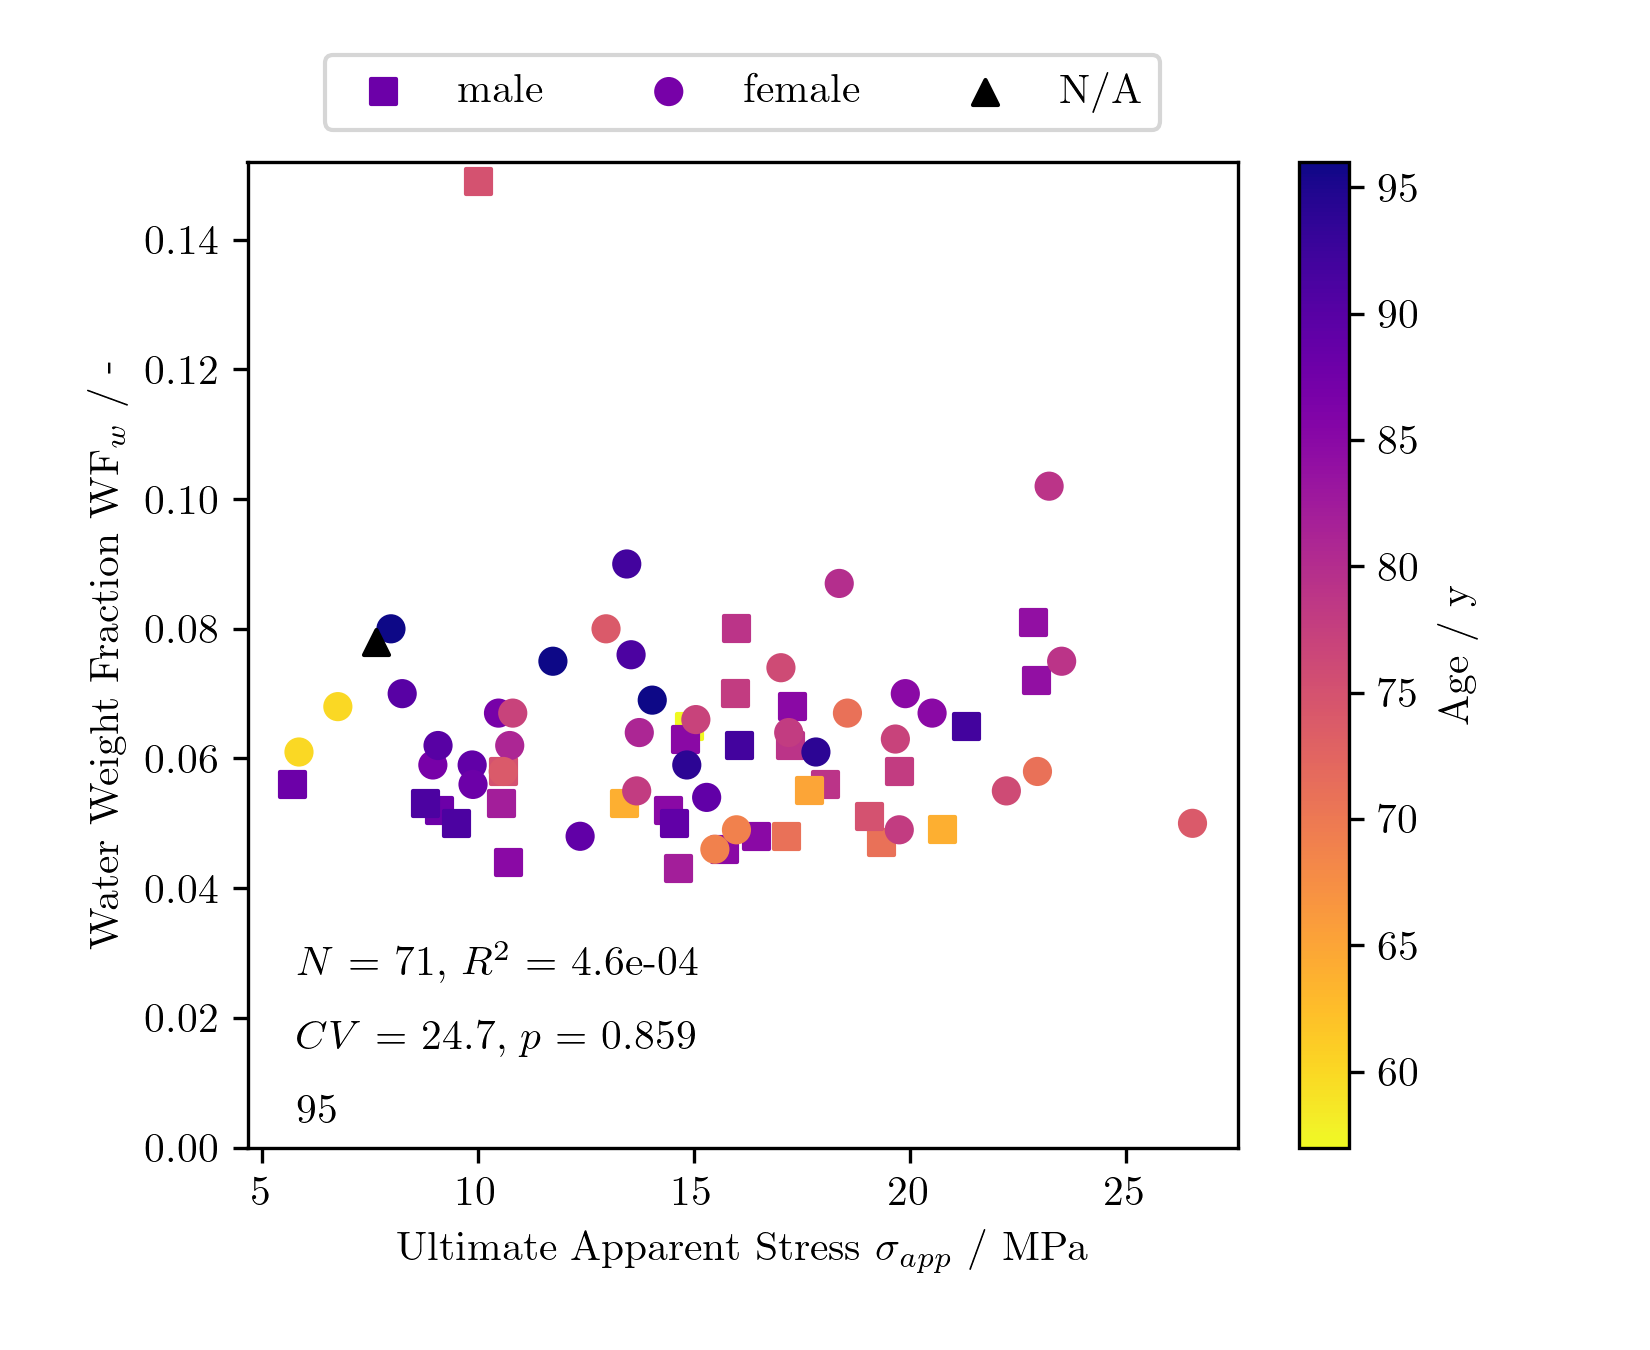 male female N/A
0.14
0.12
0.10
0.08
0.06
0.04
0.02
0.00
Water Weight Fraction WF_w / -
N = 71, R² = 4.6e-04
CV = 24.7, p = 0.859
95
5 10 15 20 25
Ultimate Apparent Stress σ_app / MPa
95
90
85
80
75
70
65
60
Age / y